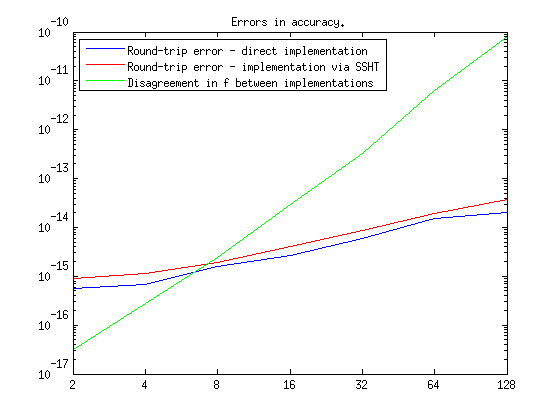 Errors in accuracy.
Round-trip error - direct implementation
Round-trip error - implementation via SSHT
Disagreement in f between implementations
10^-10
10^-11
10^-12
10^-13
10^-14
10^-15
10^-16
10^-17
2 4 8 16 32 64 128